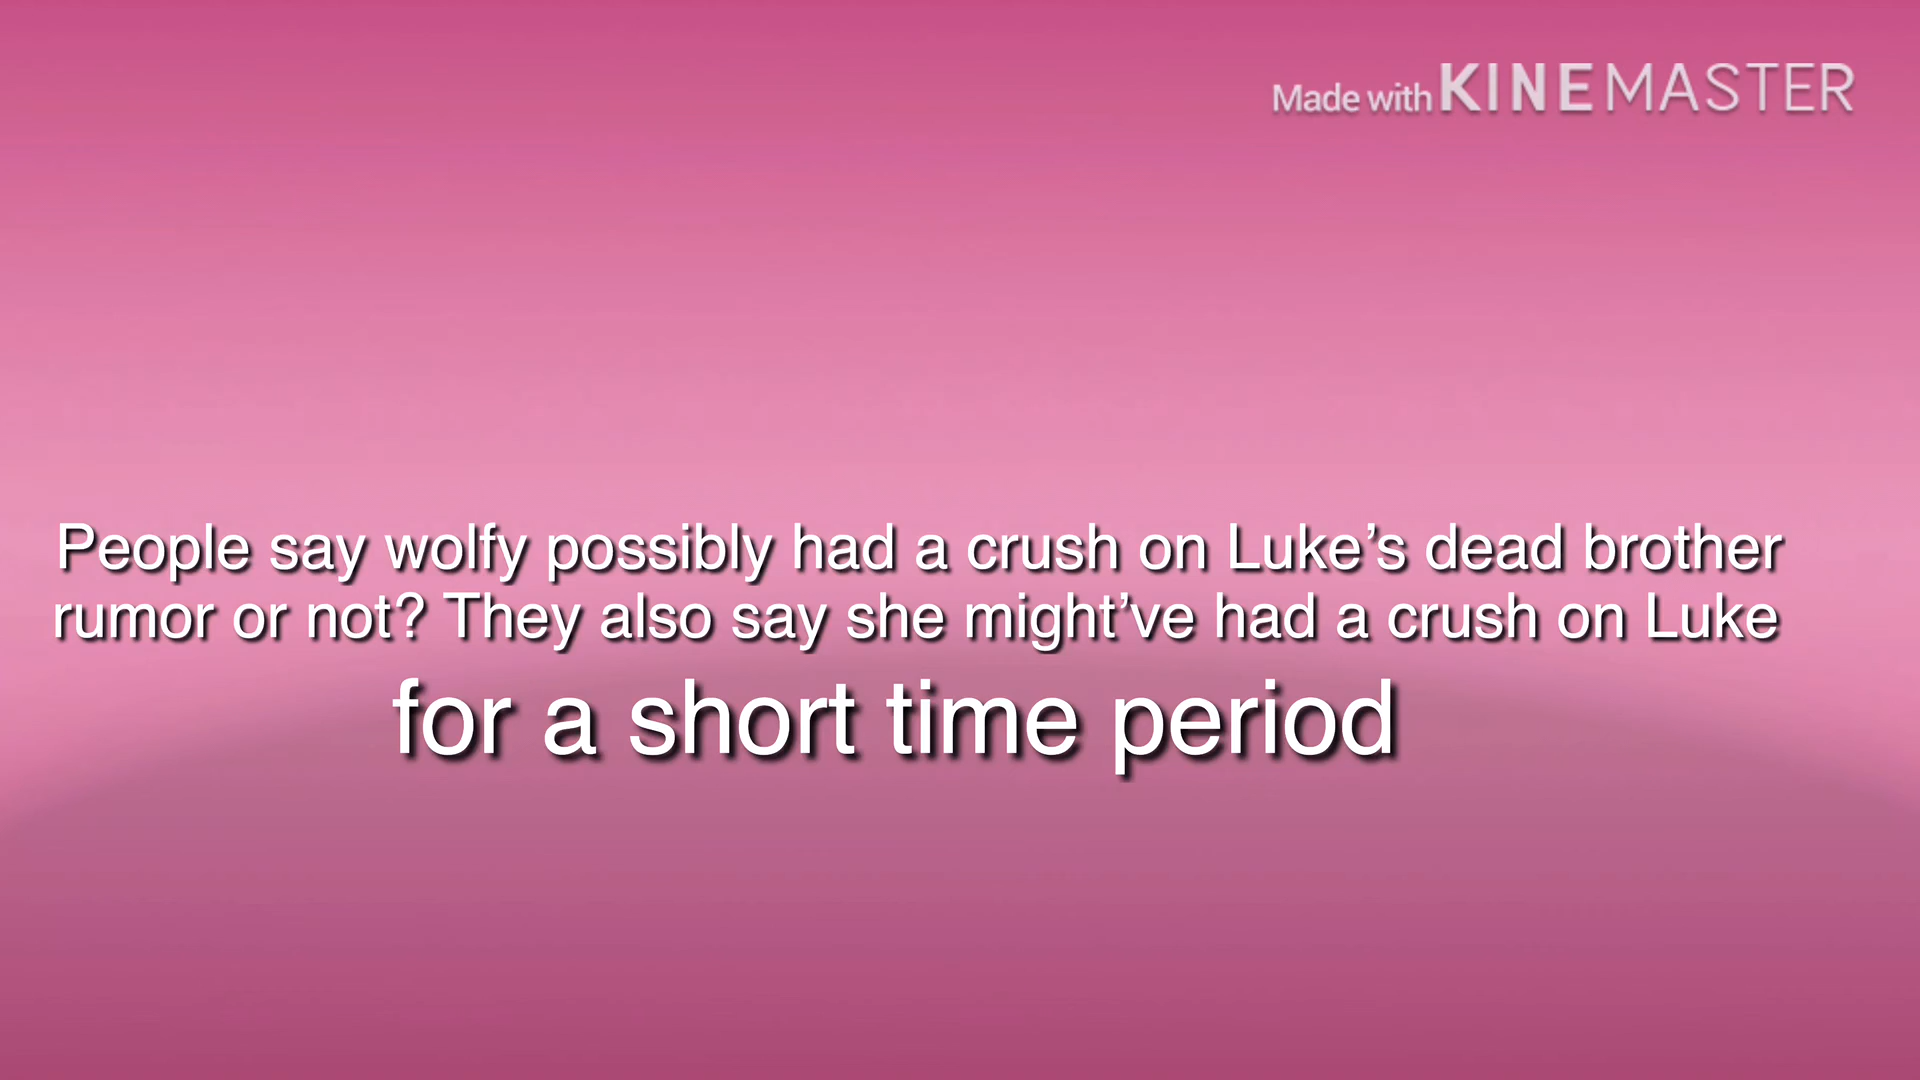 Made with KINEMASTER
People say wolfy possibly had a crush on Luke’s dead brother
rumor or not? They also say she might’ve had a crush on Luke
for a short time period